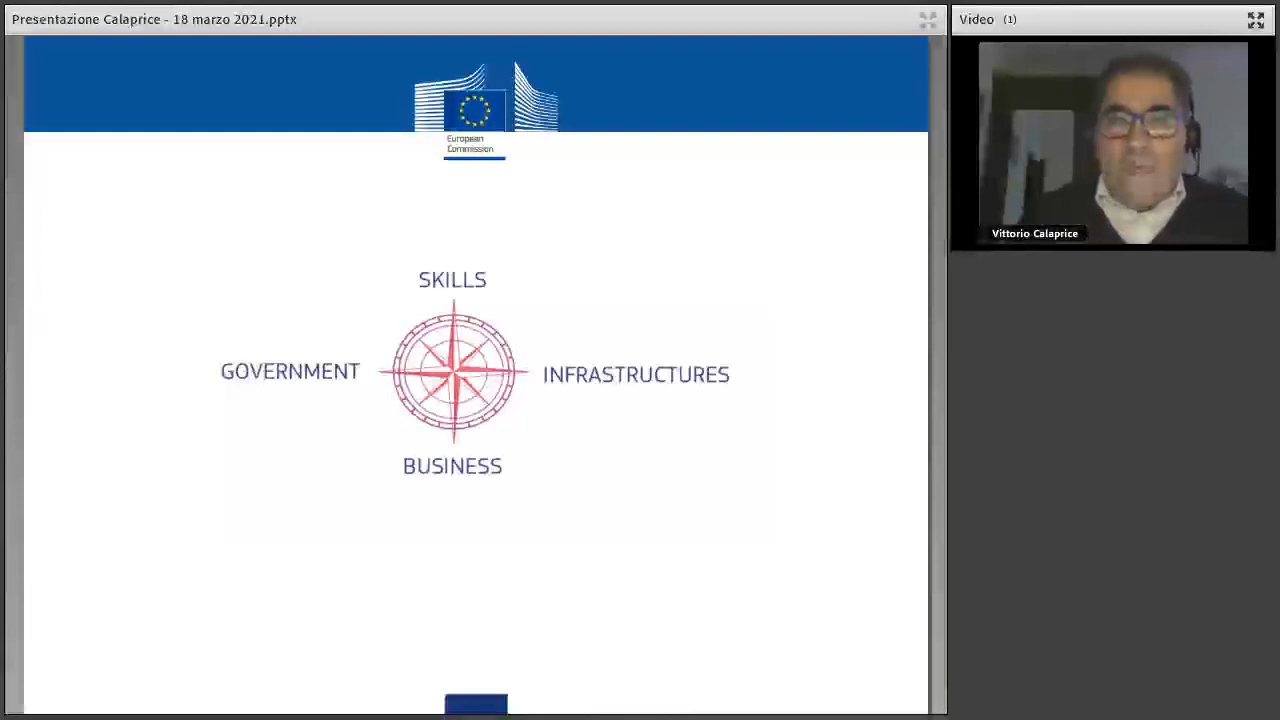 Presentazione Calaprice - 18 marzo 2021.pptx
Video (1)
European
Commission
Vittorio Calaprice
SKILLS
GOVERNMENT
INFRASTRUCTURES
BUSINESS